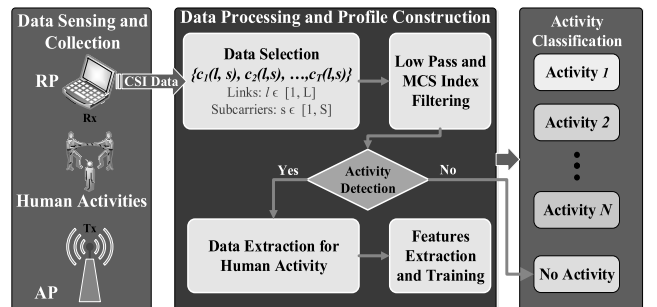 Data Sensing and
Collection
RP
Rx
CSI Data
Human Activities
Tx
AP
Data Processing and Profile Construction
Data Selection
{c₁(l, s), c₂(l,s), …,c_T(l,s)}
Links: l ϵ [1, L]
Subcarriers: s ϵ [1, S]
Low Pass and
MCS Index
Filtering
Activity
Detection
Yes
No
Data Extraction for
Human Activity
Features
Extraction
and Training
Activity
Classification
Activity 1
Activity 2
Activity N
No Activity